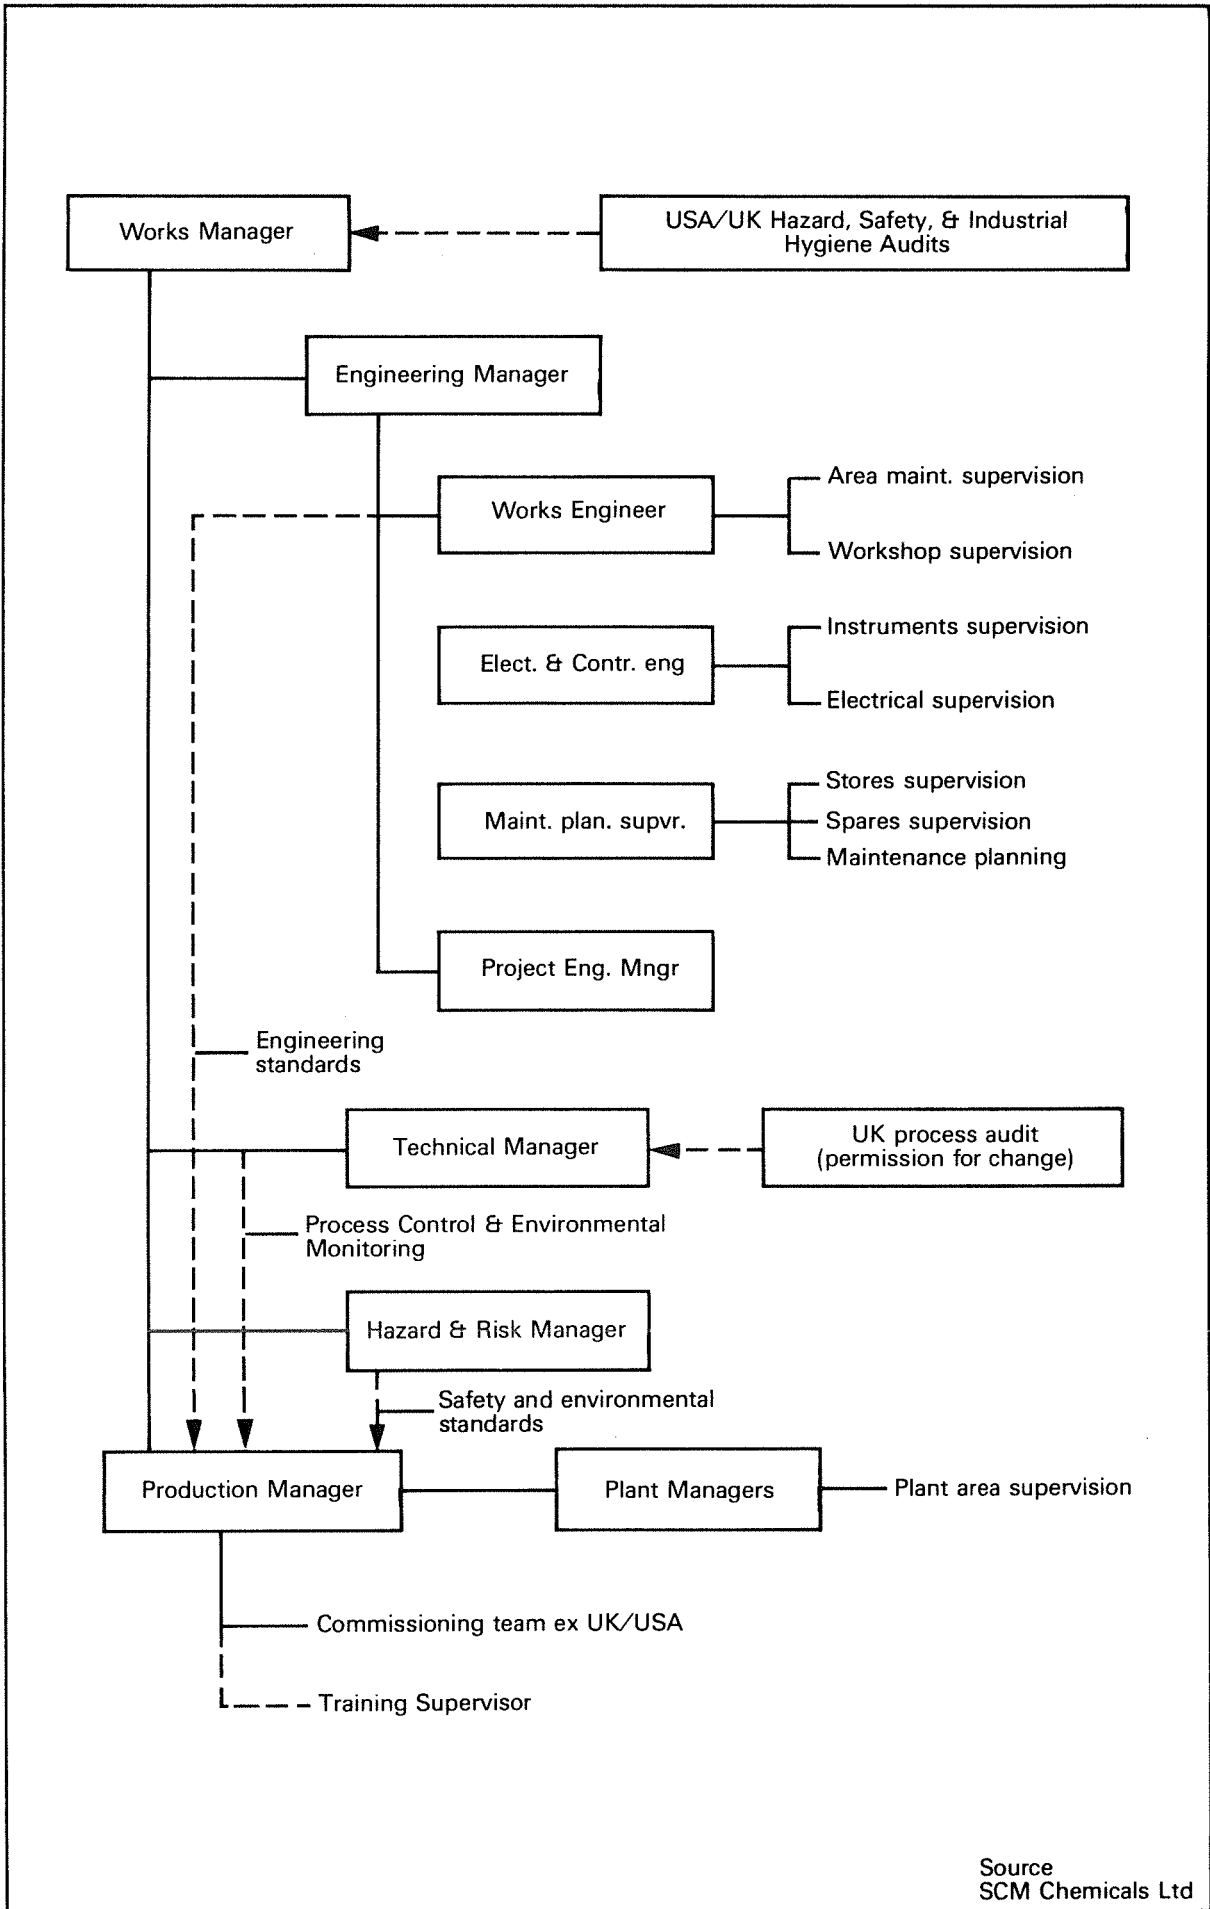 Works Manager
USA/UK Hazard, Safety, & Industrial
Hygiene Audits
Engineering Manager
Works Engineer
Area maint. supervision
Workshop supervision
Elect. & Contr. eng
Instruments supervision
Electrical supervision
Maint. plan. supvr.
Stores supervision
Spares supervision
Maintenance planning
Project Eng. Mngr
Engineering
standards
Technical Manager
UK process audit
(permission for change)
Process Control & Environmental
Monitoring
Hazard & Risk Manager
Safety and environmental
standards
Production Manager
Plant Managers
Plant area supervision
Commissioning team ex UK/USA
Training Supervisor
Source
SCM Chemicals Ltd